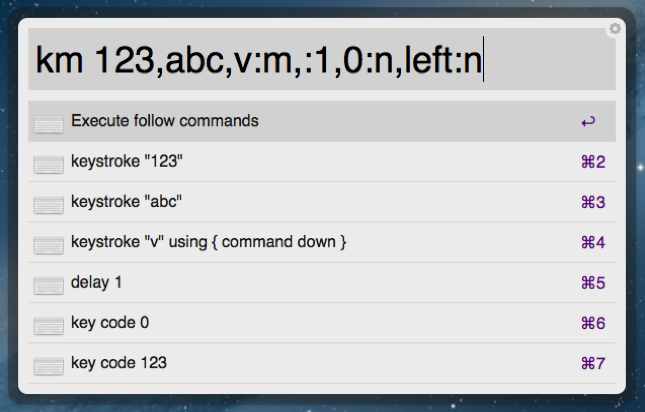 km 123,abc,v:m,:1,0:n,left:n
Execute follow commands ↩
keystroke "123" ⌘2
keystroke "abc" ⌘3
keystroke "v" using { command down } ⌘4
delay 1 ⌘5
key code 0 ⌘6
key code 123 ⌘7